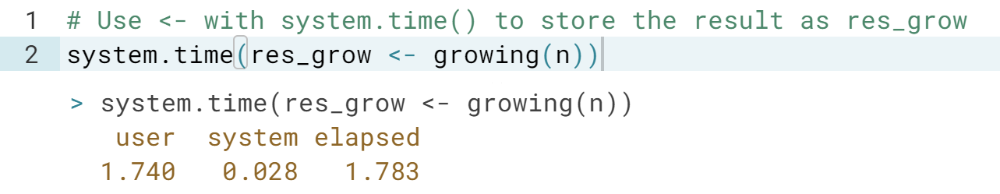 1 # Use <- with system.time() to store the result as res_grow
2 system.time(res_grow <- growing(n))
> system.time(res_grow <- growing(n))
user system elapsed
1.740 0.028 1.783